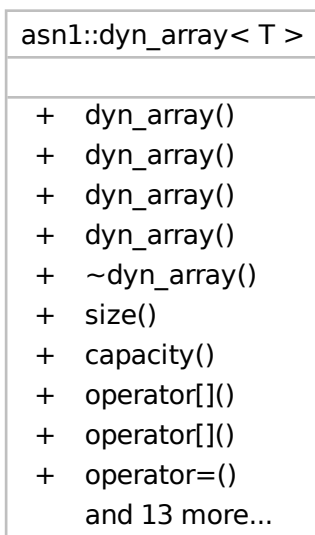 asn1::dyn_array< T >
+ dyn_array()
+ dyn_array()
+ dyn_array()
+ dyn_array()
+ ~dyn_array()
+ size()
+ capacity()
+ operator[]()
+ operator[]()
+ operator=()
and 13 more...